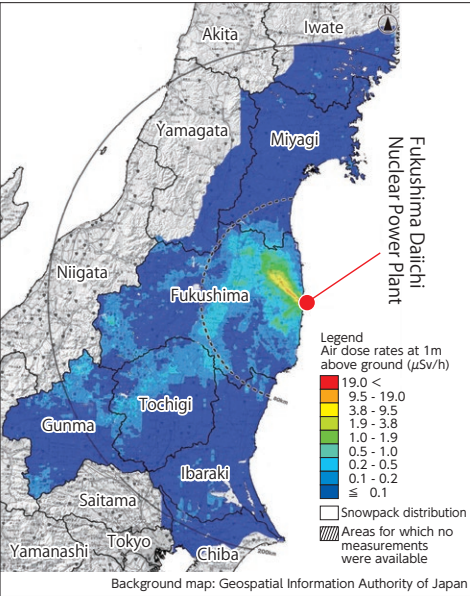 N
Iwate
Akita
Yamagata
Miyagi
Fukushima Daiichi
Nuclear Power Plant
Niigata
Fukushima
Legend
Air dose rates at 1m
above ground (μSv/h)
19.0 <
9.5 - 19.0
3.8 - 9.5
1.9 - 3.8
1.0 - 1.9
0.5 - 1.0
0.2 - 0.5
0.1 - 0.2
≦ 0.1
Snowpack distribution
Areas for which no
measurements
were available
80km
Tochigi
Gunma
Ibaraki
Saitama
Tokyo
Yamanashi
Chiba
200km
Background map: Geospatial Information Authority of Japan